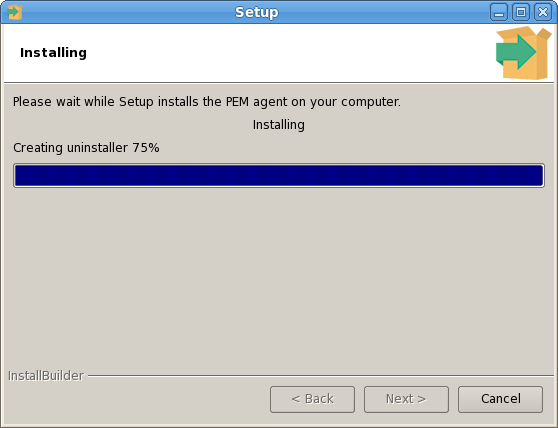 Setup
Installing
Please wait while Setup installs the PEM agent on your computer.
Installing
Creating uninstaller 75%
InstallBuilder
< Back
Next >
Cancel